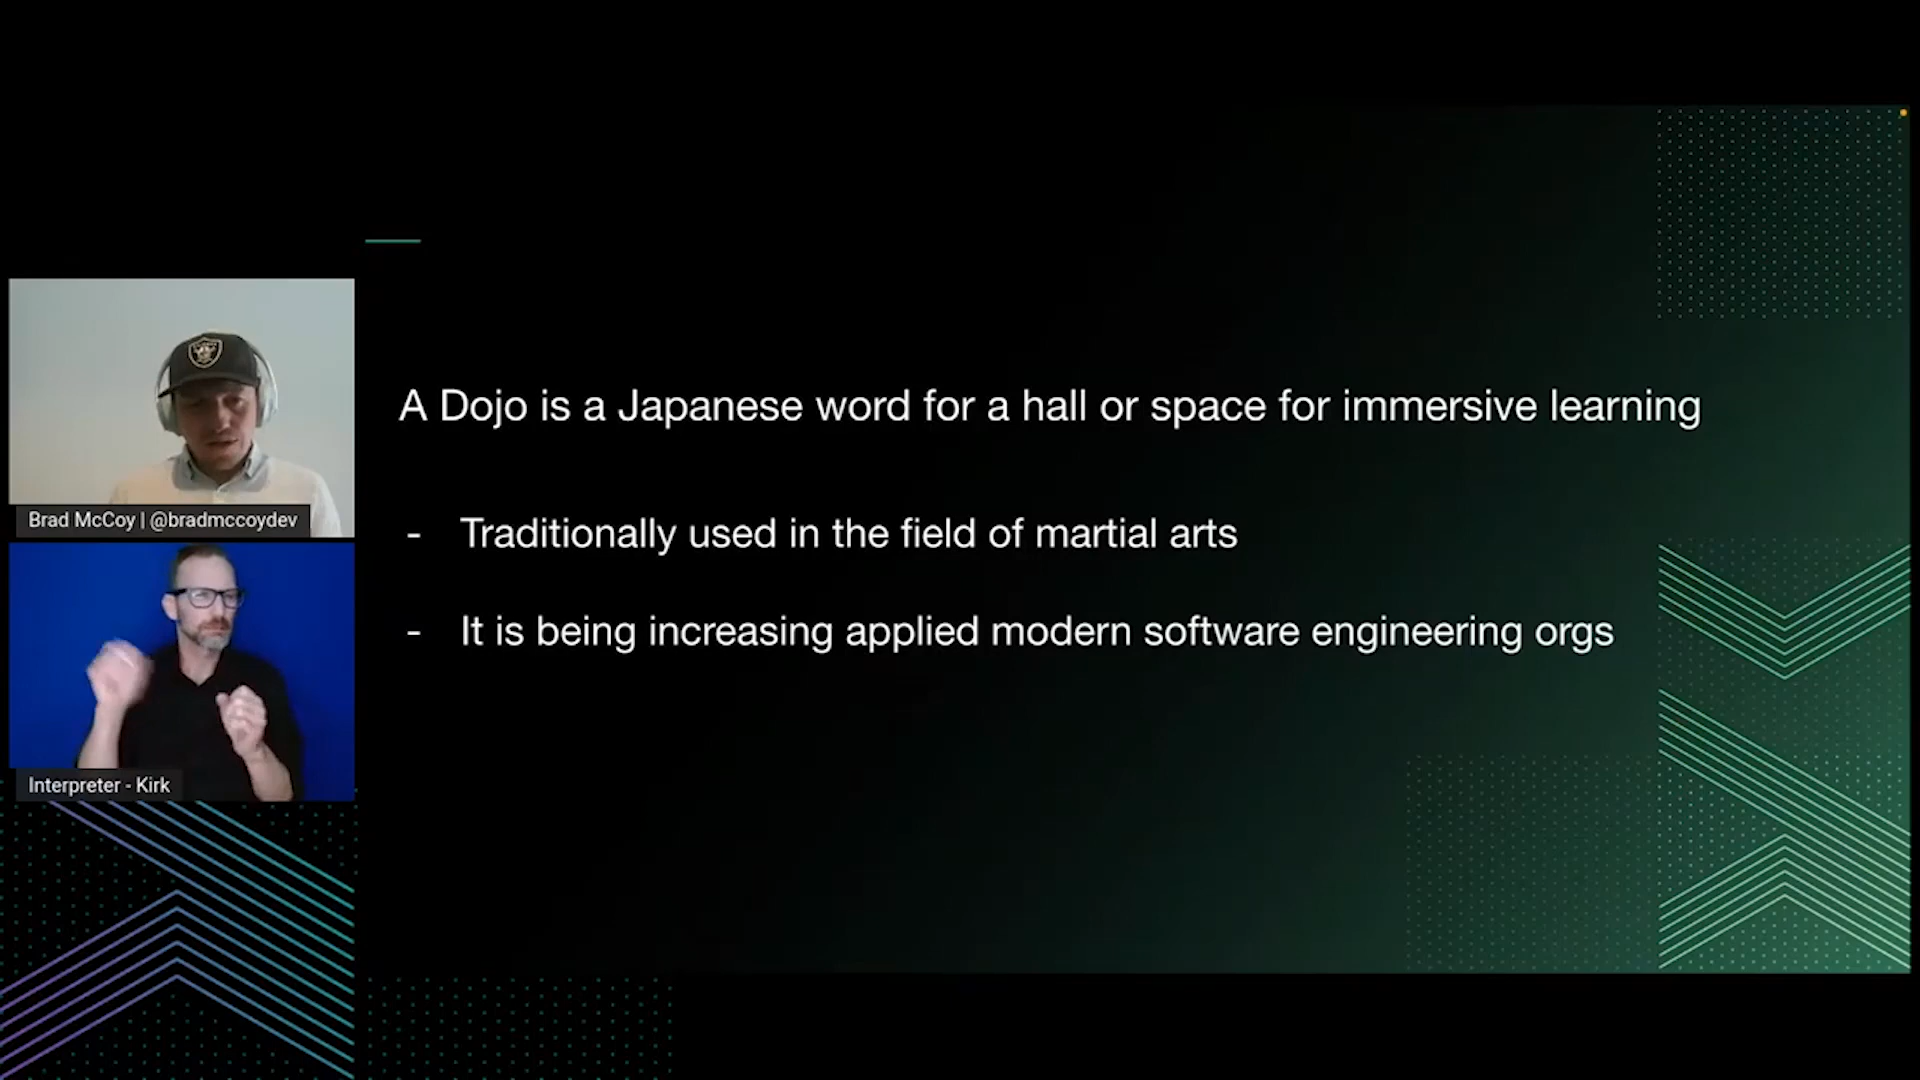 A Dojo is a Japanese word for a hall or space for immersive learning
- Traditionally used in the field of martial arts
- It is being increasing applied modern software engineering orgs
Brad McCoy | @bradmccoydev
Interpreter - Kirk